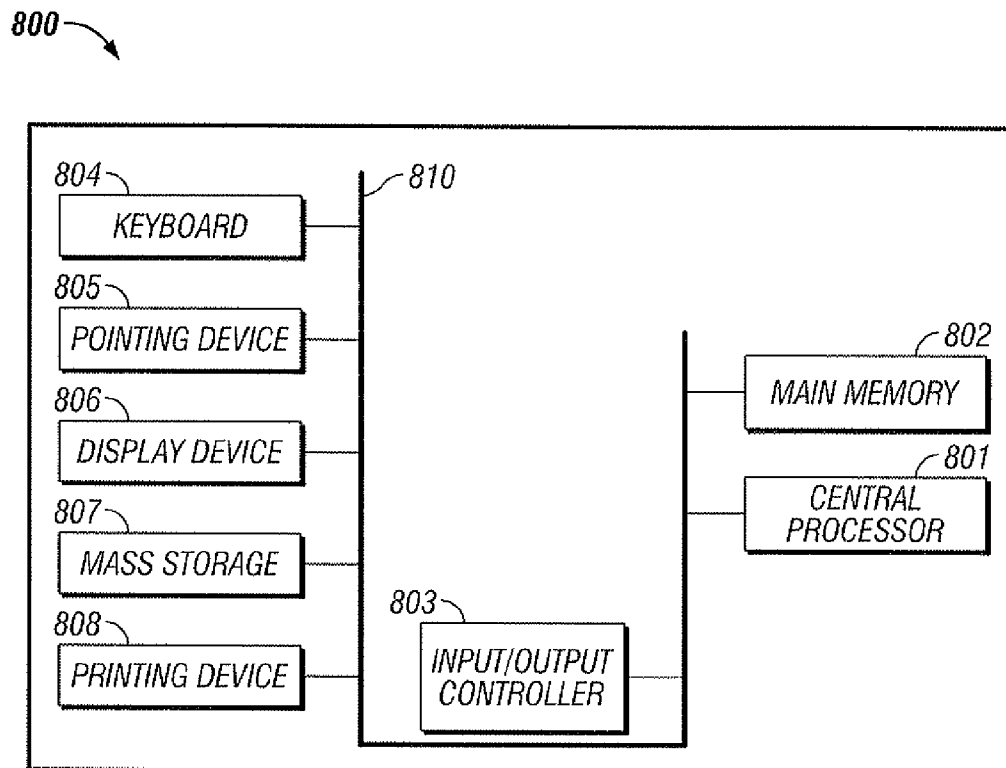 800
804
KEYBOARD
810
805
POINTING DEVICE
806
DISPLAY DEVICE
807
MASS STORAGE
808
PRINTING DEVICE
803
INPUT/OUTPUT
CONTROLLER
802
MAIN MEMORY
801
CENTRAL
PROCESSOR